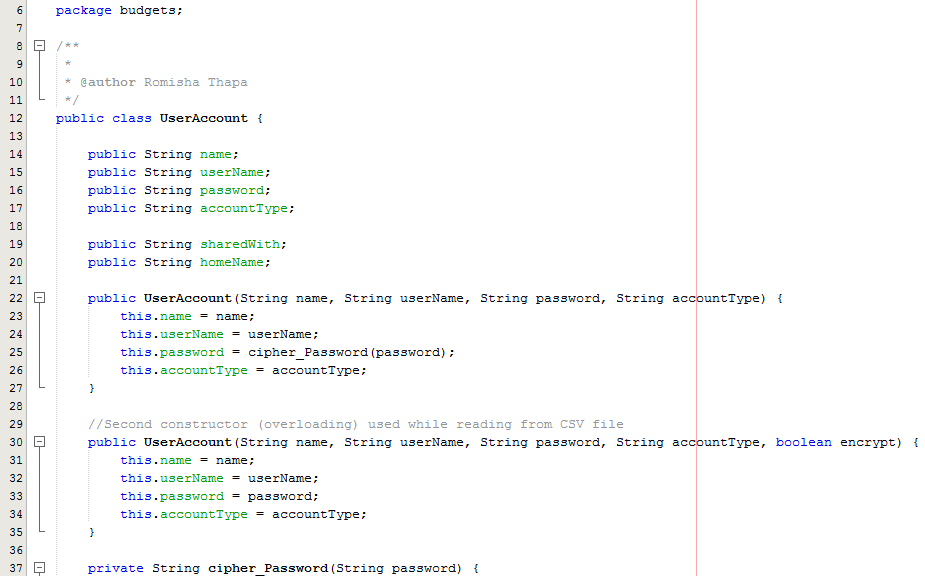 6 package budgets;
7
8 /**
9 *
10 * @author Romisha Thapa
11 */
12 public class UserAccount {
13
14 public String name;
15 public String userName;
16 public String password;
17 public String accountType;
18
19 public String sharedWith;
20 public String homeName;
21
22 public UserAccount(String name, String userName, String password, String accountType) {
23 this.name = name;
24 this.userName = userName;
25 this.password = cipher_Password(password);
26 this.accountType = accountType;
27 }
28
29 //Second constructor (overloading) used while reading from CSV file
30 public UserAccount(String name, String userName, String password, String accountType, boolean encrypt) {
31 this.name = name;
32 this.userName = userName;
33 this.password = password;
34 this.accountType = accountType;
35 }
36
37 private String cipher_Password(String password) {